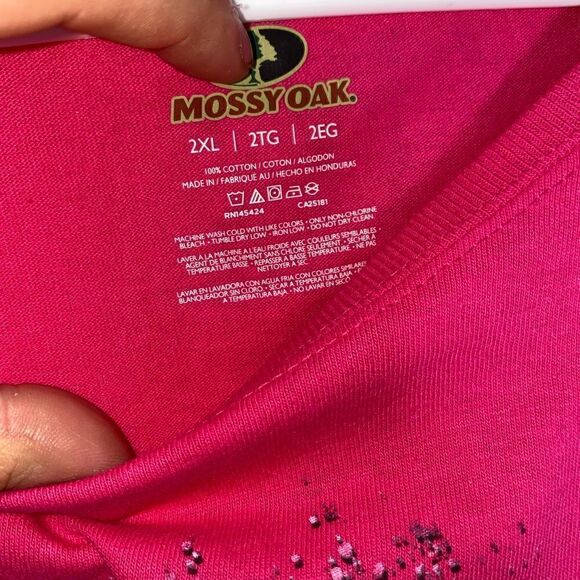 MOSSY OAK.
2XL | 2TG | 2EG
100% COTTON / COTON / ALGODON
MADE IN / FABRIQUÉ AU / HECHO EN HONDURAS
RN145424 CA25181
MACHINE WASH COLD WITH LIKE COLORS • ONLY NON-CHLORINE
BLEACH • TUMBLE DRY LOW • IRON LOW • DO NOT DRY CLEAN.
LAVER À LA MACHINE A L'EAU FROIDE AVEC COULEURS SEMBLABLES
AGENT DE BLANCHIMENT SANS CHLORE SEULEMENT • SÉCHER A
TEMPÉRATURE BASSE • REPASSER A BASSE TEMPÉRATURE • NE PAS
NETTOYER A SEC
LAVAR EN LAVADORA CON AGUA FRIA CON COLORES SIMILARES
BLANQUEADOR SIN CLORO • SECAR A TEMPERATURA BAJA •
A TEMPERATURA BAJA • NO LAVAR EN SECO